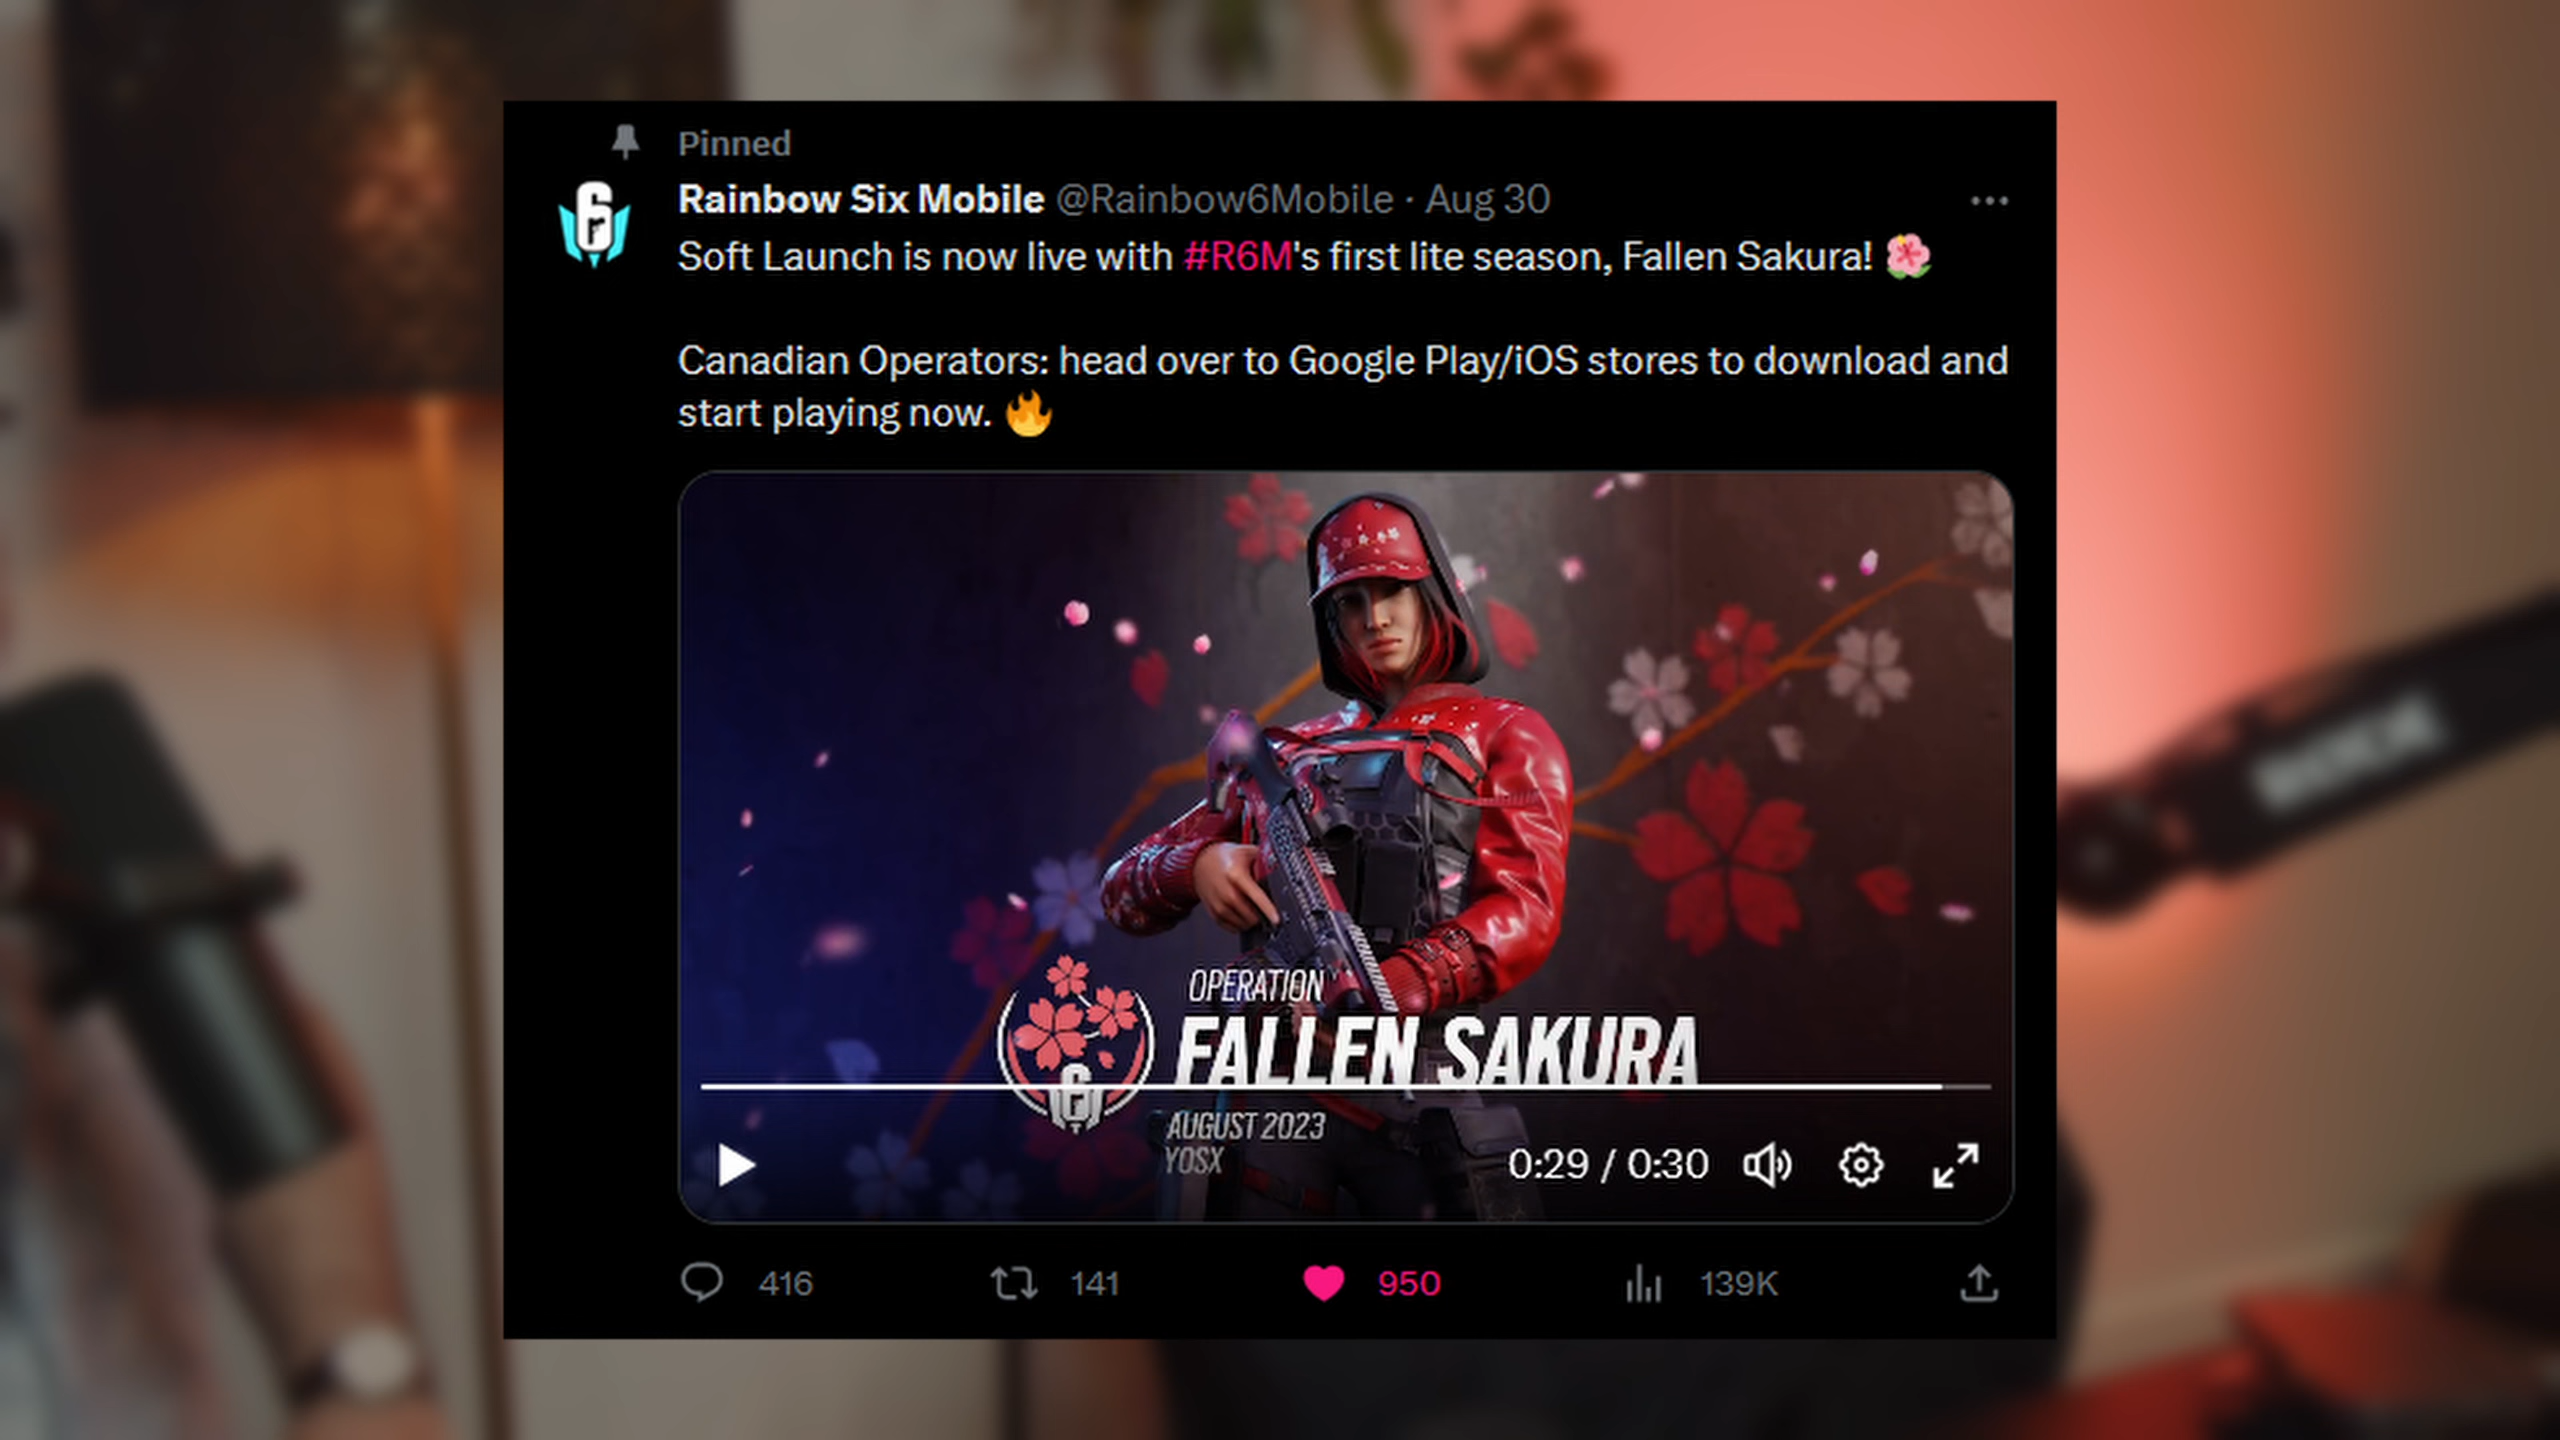 Pinned
Rainbow Six Mobile @Rainbow6Mobile · Aug 30
Soft Launch is now live with #R6M's first lite season, Fallen Sakura! 🌺
Canadian Operators: head over to Google Play/iOS stores to download and
start playing now. 🔥
OPERATION
FALLEN SAKURA
AUGUST 2023
Y0SX
0:29 / 0:30
416 141 950 139K